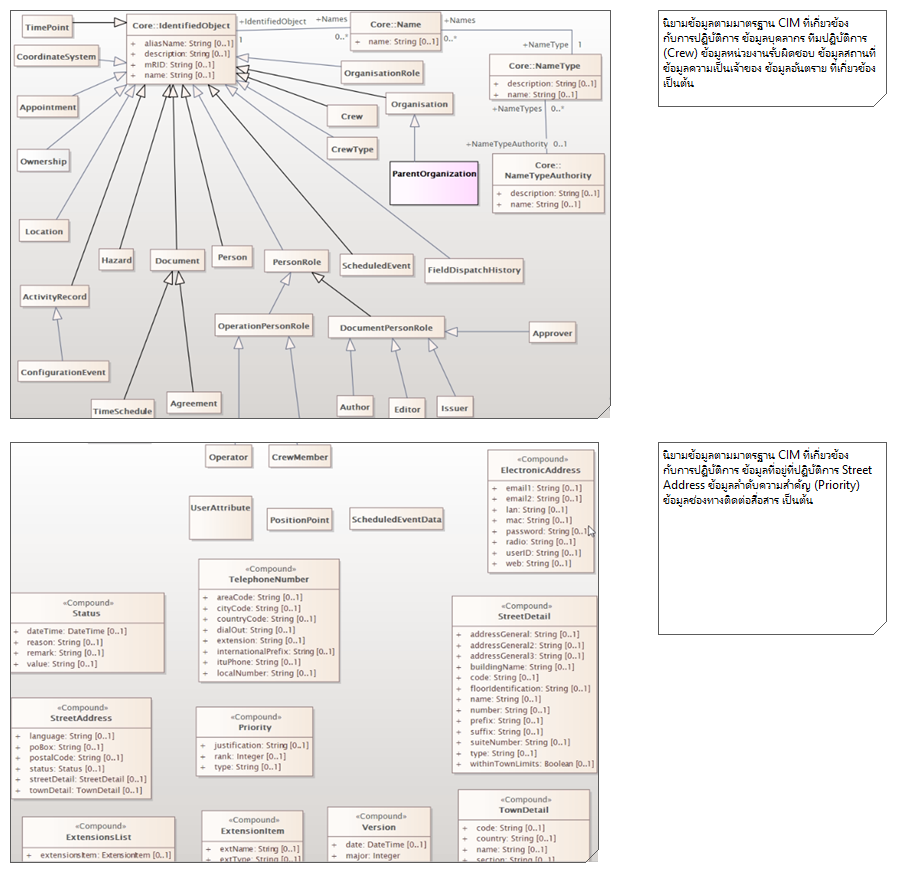 TimePoint
Core::IdentifiedObject
+ aliasName: String [0..1]
+ description: String [0..1]
+ mRID: String [0..1]
+ name: String [0..1]
+IdentifiedObject
1
+Names
0..*
Core::Name
+ name: String [0..1]
+Names
0..*
+NameType
1
CoordinateSystem
OrganisationRole
Core::NameType
+ description: String [0..1]
+ name: String [0..1]
Appointment
Organisation
Crew
+NameTypes
0..*
Ownership
CrewType
+NameTypeAuthority
0..1
ParentOrganization
Core::
NameTypeAuthority
+ description: String [0..1]
+ name: String [0..1]
Location
Hazard
Document
Person
PersonRole
ScheduledEvent
FieldDispatchHistory
ActivityRecord
OperationPersonRole
DocumentPersonRole
Approver
ConfigurationEvent
TimeSchedule
Agreement
Author
Editor
Issuer
นิยามข้อมูลตามมาตรฐาน CIM ที่เกี่ยวข้อง
กับการปฏิบัติการ ข้อมูลบุคลากร ทีมปฏิบัติการ
(Crew) ข้อมูลหน่วยงานรับผิดชอบ ข้อมูลสถานที่
ข้อมูลความเป็นเจ้าของ ข้อมูลอันตราย ที่เกี่ยวข้อง
เป็นต้น
Operator
CrewMember
UserAttribute
PositionPoint
ScheduledEventData
«Compound»
ElectronicAddress
+ email1: String [0..1]
+ email2: String [0..1]
+ lan: String [0..1]
+ mac: String [0..1]
+ password: String [0..1]
+ radio: String [0..1]
+ userID: String [0..1]
+ web: String [0..1]
«Compound»
TelephoneNumber
+ areaCode: String [0..1]
+ cityCode: String [0..1]
+ countryCode: String [0..1]
+ dialOut: String [0..1]
+ extension: String [0..1]
+ internationalPrefix: String [0..1]
+ ituPhone: String [0..1]
+ localNumber: String [0..1]
«Compound»
Status
+ dateTime: DateTime [0..1]
+ reason: String [0..1]
+ remark: String [0..1]
+ value: String [0..1]
«Compound»
StreetDetail
+ addressGeneral: String [0..1]
+ addressGeneral2: String [0..1]
+ addressGeneral3: String [0..1]
+ buildingName: String [0..1]
+ code: String [0..1]
+ floorIdentification: String [0..1]
+ name: String [0..1]
+ number: String [0..1]
+ prefix: String [0..1]
+ suffix: String [0..1]
+ suiteNumber: String [0..1]
+ type: String [0..1]
+ withinTownLimits: Boolean [0..1]
«Compound»
StreetAddress
+ language: String [0..1]
+ poBox: String [0..1]
+ postalCode: String [0..1]
+ status: Status [0..1]
+ streetDetail: StreetDetail [0..1]
+ townDetail: TownDetail [0..1]
«Compound»
Priority
+ justification: String [0..1]
+ rank: Integer [0..1]
+ type: String [0..1]
«Compound»
ExtensionsList
+ extensionsItem: ExtensionItem [0..1]
«Compound»
ExtensionItem
+ extName: String [0..1]
+ extType: String [0..1]
«Compound»
Version
+ date: DateTime [0..1]
+ major: Integer
«Compound»
TownDetail
+ code: String [0..1]
+ country: String [0..1]
+ name: String [0..1]
+ section: String [0..1]
นิยามข้อมูลตามมาตรฐาน CIM ที่เกี่ยวข้อง
กับการปฏิบัติการ ข้อมูลที่อยู่ที่ปฏิบัติการ Street
Address ข้อมูลลำดับความสำคัญ (Priority)
ข้อมูลช่องทางติดต่อสื่อสาร เป็นต้น